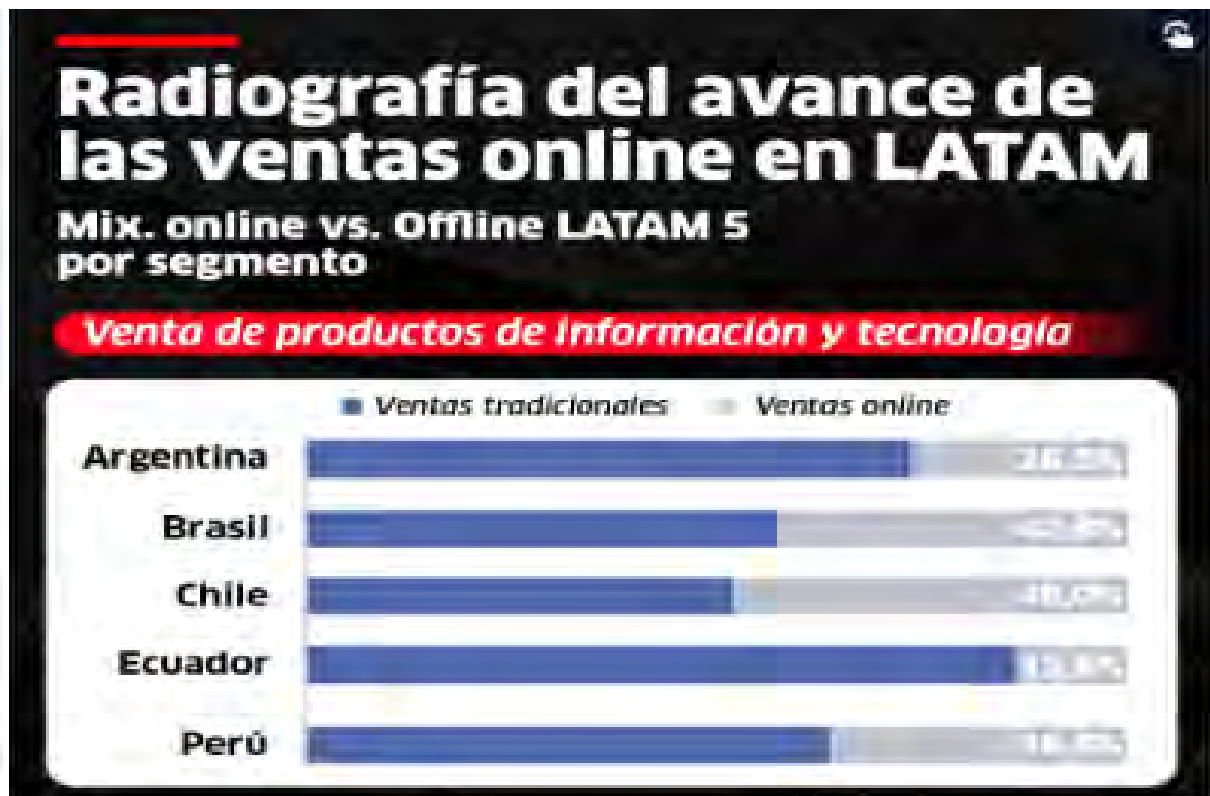 Radiografía del avance de
las ventas online en LATAM
Mix. online vs. Offline LATAM 5
por segmento
Venta de productos de información y tecnología
Ventas tradicionales Ventas online
Argentina
Brasil
Chile
Ecuador
Perú